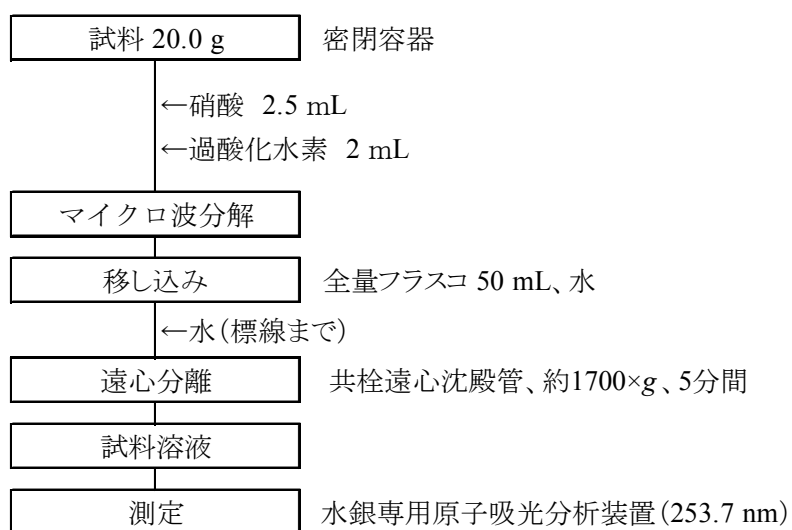 試料 20.0 g 密閉容器
←硝酸 2.5 mL
←過酸化水素 2 mL
マイクロ波分解
移し込み 全量フラスコ 50 mL、水
←水(標線まで)
遠心分離 共栓遠心沈殿管、約1700×g、5分間
試料溶液
測定 水銀専用原子吸光分析装置(253.7 nm)